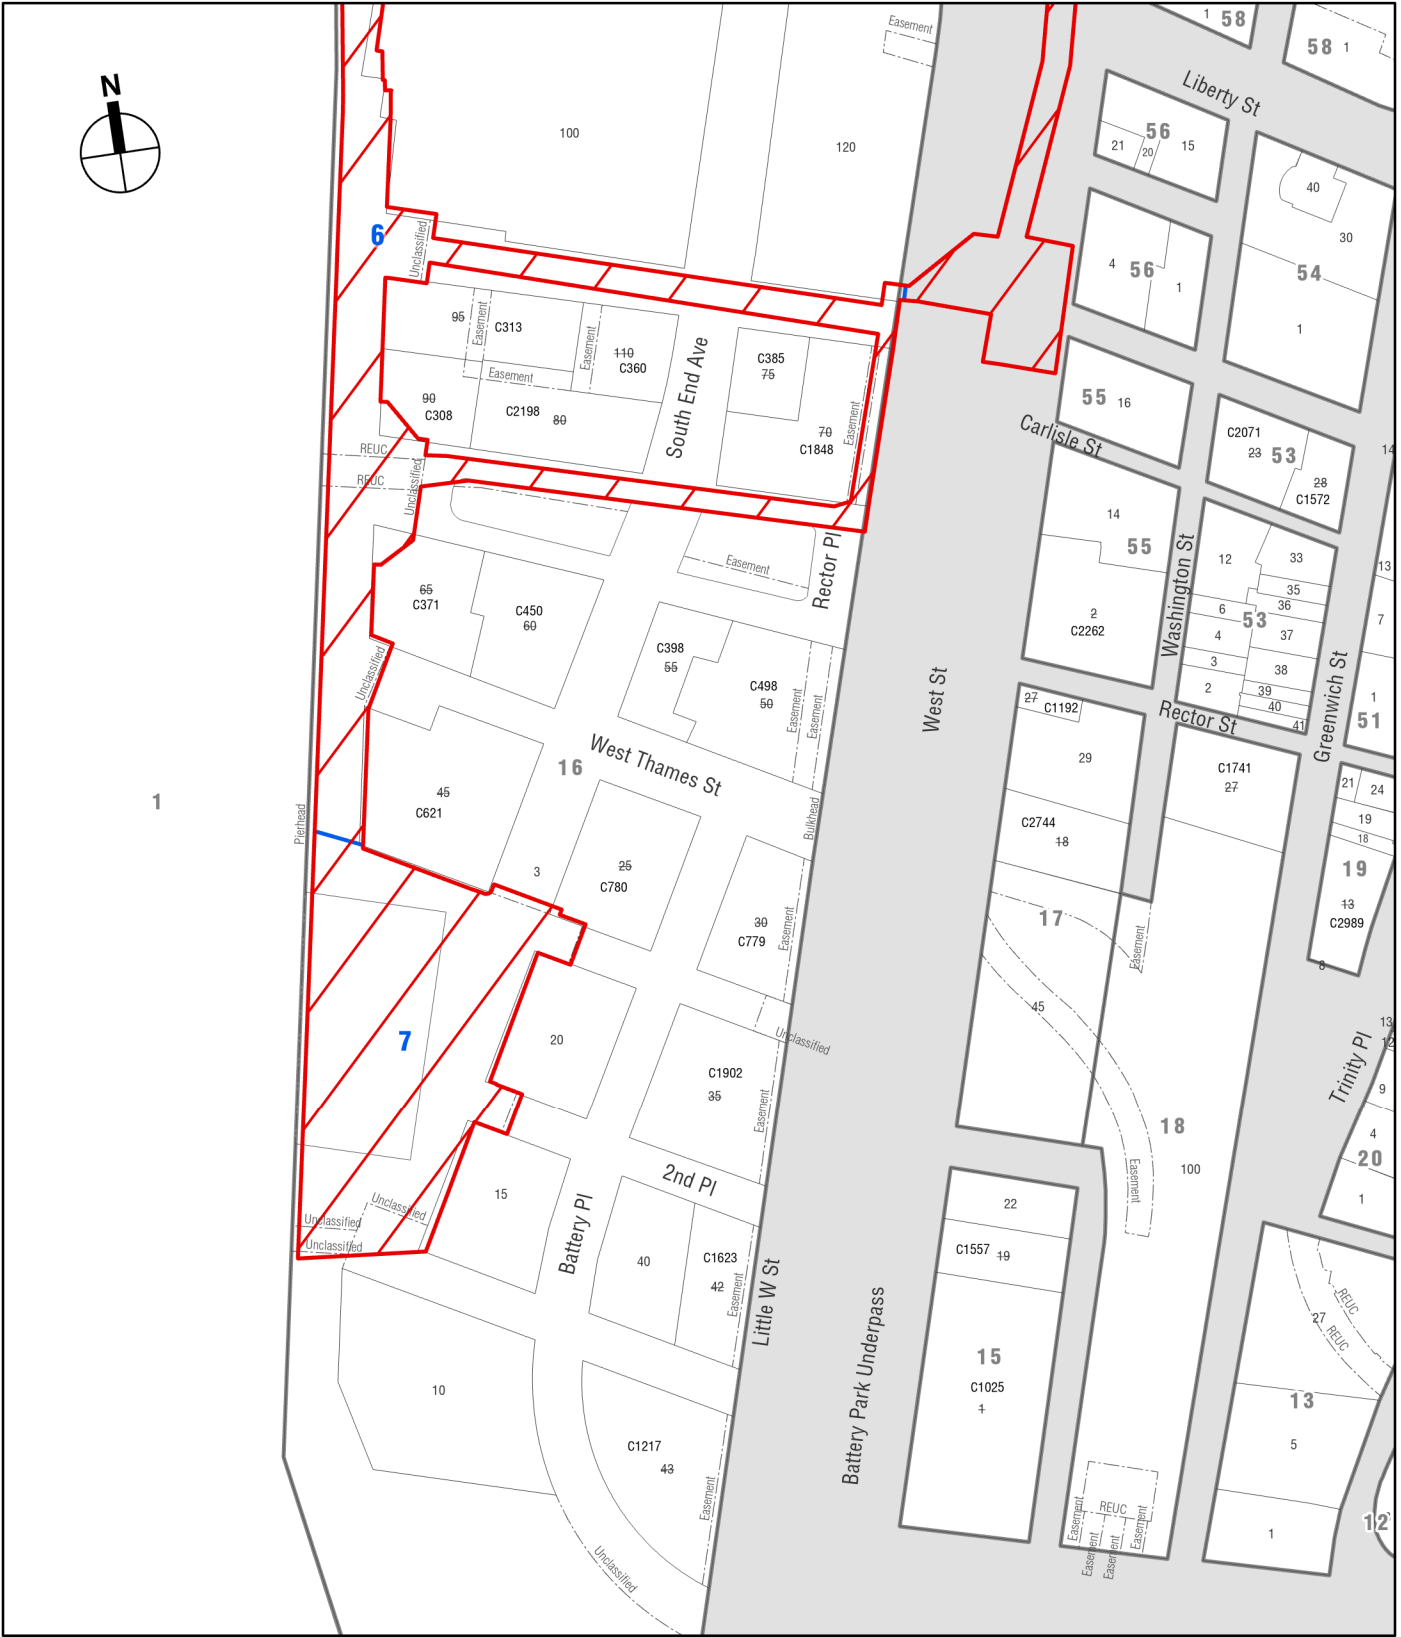 1 58
58 1
Easement
N
Liberty St
100
120
56
21 20 15
40
30
6
Unclassified
4 56 1
54
1
95 C313
Easement
Easement
110
C360
South End Ave
C385
75
Easement
90
C308
C2198 80
70
C1848
Easement
55 16
Carlisle St
C2071
23 53
28
C1572
14
REUC
REUC
Unclassified
14
55
Washington St
12
33
35
36
6
53
4
37
3
38
2
39
40
41
13
7
Easement
Rector Pl
65
C371
C450
60
2
C2262
C398
55
C498
50
Easement
Easement
Unclassified
West St
27 C1192
Rector St
Greenwich St
1
51
West Thames St
16
29
C1741
27
21 24
19
18
1
Pierhead
45
C621
Bulkhead
C2744
18
19
13
C2989
8
3
25
C780
30
C779
Easement
17
Easement
7
20
45
Unclassified
13
12
Trinity Pl
C1902
35
Easement
9
18
4
20
1
100
Easement
2nd Pl
15
Unclassified
Unclassified
Unclassified
Battery Pl
22
C1557 19
40
C1623
42
Easement
Little W St
Battery Park Underpass
REUC
27
REUC
15
C1025
1
10
13
5
C1217
43
Easement
Unclassified
REUC
Easement
Easement
Easement
Easement
1
12